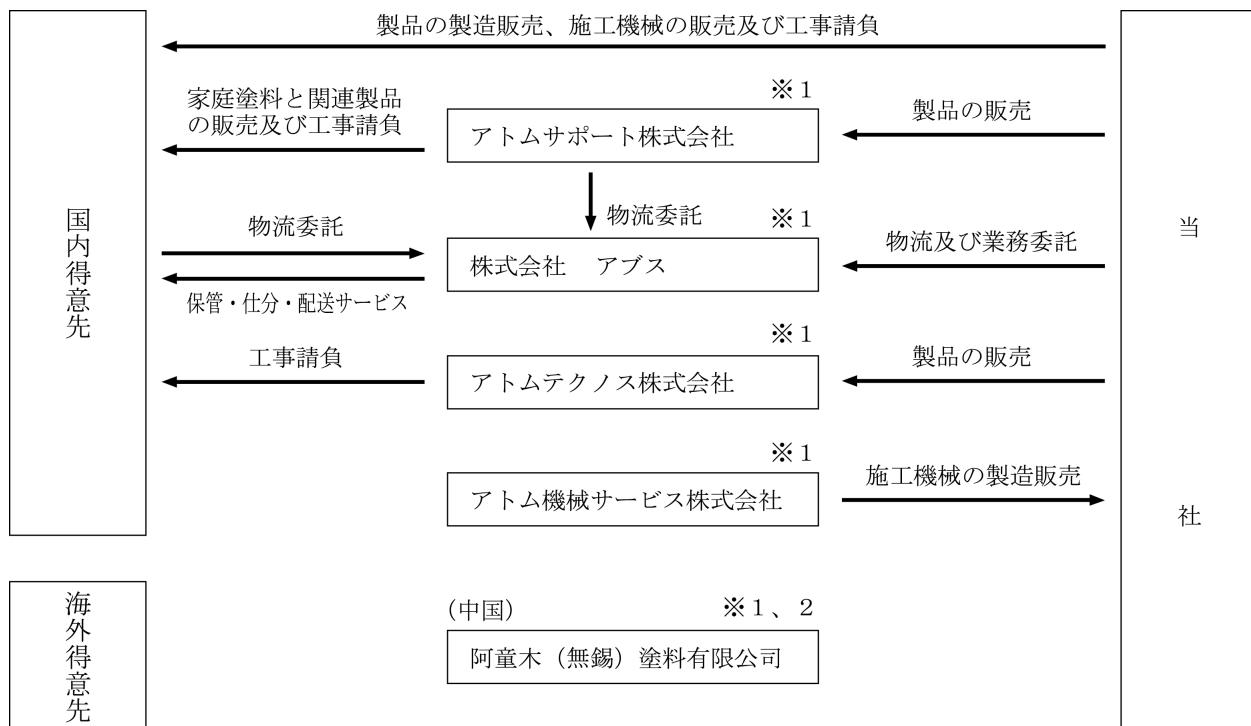 製品の製造販売、施工機械の販売及び工事請負
国内得意先
当社
家庭塗料と関連製品
の販売及び工事請負
※1
アトムサポート株式会社
製品の販売
物流委託
物流委託
※1
株式会社　アブス
物流及び業務委託
保管・仕分・配送サービス
※1
工事請負
アトムテクノス株式会社
製品の販売
※1
アトム機械サービス株式会社
施工機械の製造販売
海外得意先
(中国)
※1、2
阿童木（無錫）塗料有限公司